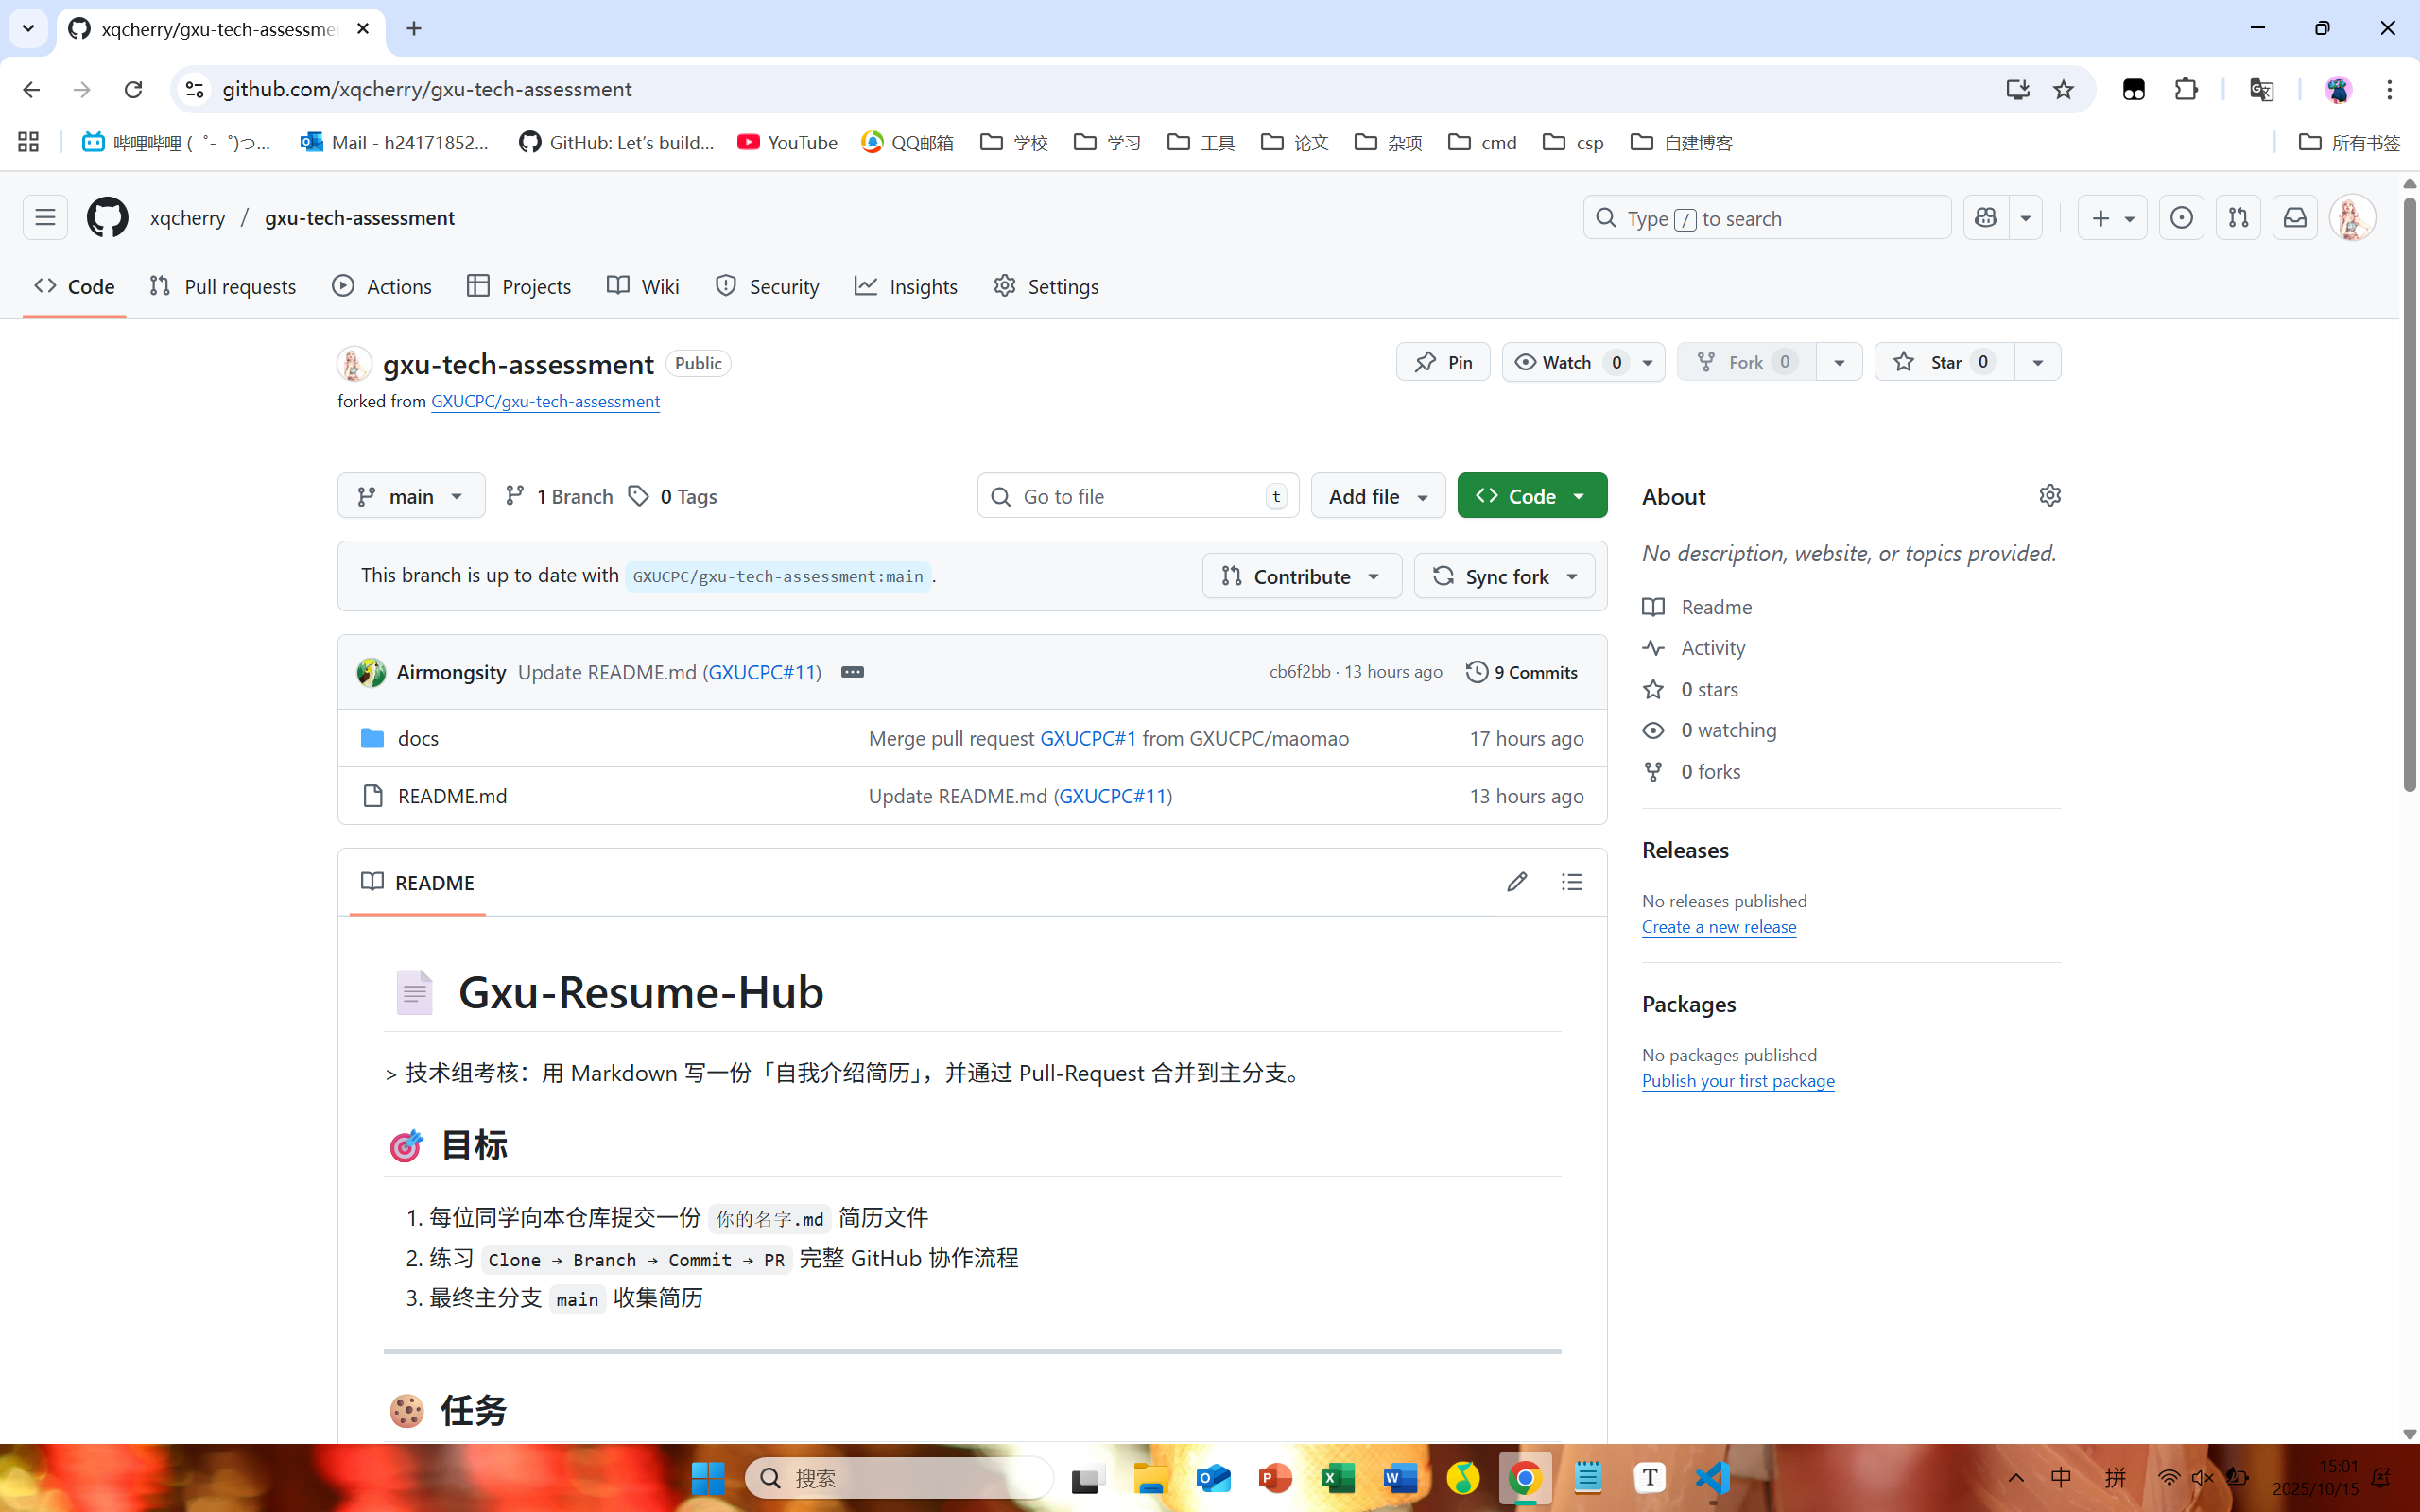 xqcherry/gxu-tech-assessme
github.com/xqcherry/gxu-tech-assessment
哔哩哔哩 (゜-゜)つ...
Mail - h24171852...
GitHub: Let's build...
YouTube
QQ邮箱
学校
学习
工具
论文
杂项
cmd
csp
自建博客
所有书签
xqcherry / gxu-tech-assessment
Type / to search
Code
Pull requests
Actions
Projects
Wiki
Security
Insights
Settings
gxu-tech-assessment Public
Pin
Watch 0
Fork 0
Star 0
forked from GXUCPC/gxu-tech-assessment
main
1 Branch
0 Tags
Go to file t
Add file
Code
This branch is up to date with GXUCPC/gxu-tech-assessment:main .
Contribute
Sync fork
Airmongsity Update README.md (GXUCPC#11)
cb6f2bb · 13 hours ago
9 Commits
docs
Merge pull request GXUCPC#1 from GXUCPC/maomao
17 hours ago
README.md
Update README.md (GXUCPC#11)
13 hours ago
README
Gxu-Resume-Hub
> 技术组考核：用 Markdown 写一份「自我介绍简历」，并通过 Pull-Request 合并到主分支。
目标
1. 每位同学向本仓库提交一份 你的名字.md 简历文件
2. 练习 Clone → Branch → Commit → PR 完整 GitHub 协作流程
3. 最终主分支 main 收集简历
任务
About
No description, website, or topics provided.
Readme
Activity
0 stars
0 watching
0 forks
Releases
No releases published
Create a new release
Packages
No packages published
Publish your first package
搜索
中
拼
15:01
2025/10/15